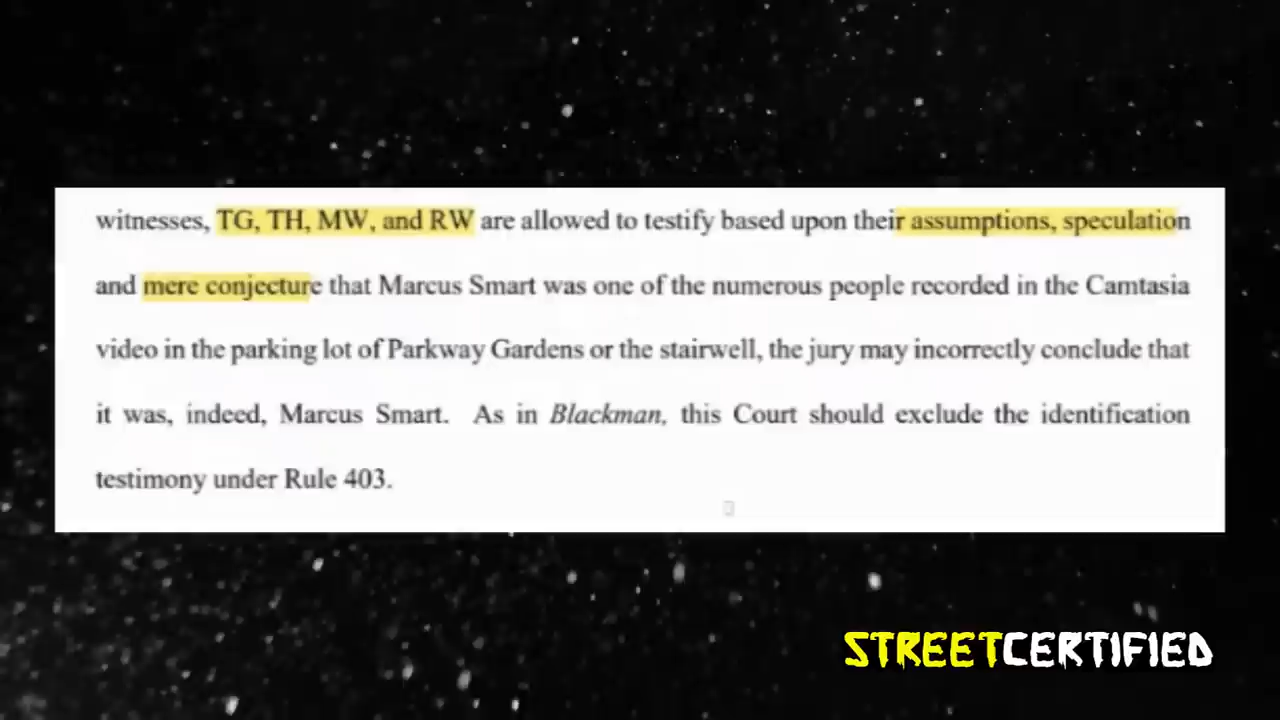 witnesses, TG, TH, MW, and RW are allowed to testify based upon their assumptions, speculation
and mere conjecture that Marcus Smart was one of the numerous people recorded in the Camtasia
video in the parking lot of Parkway Gardens or the stairwell, the jury may incorrectly conclude that
it was, indeed, Marcus Smart. As in Blackman, this Court should exclude the identification
testimony under Rule 403.
STREETCERTIFIED